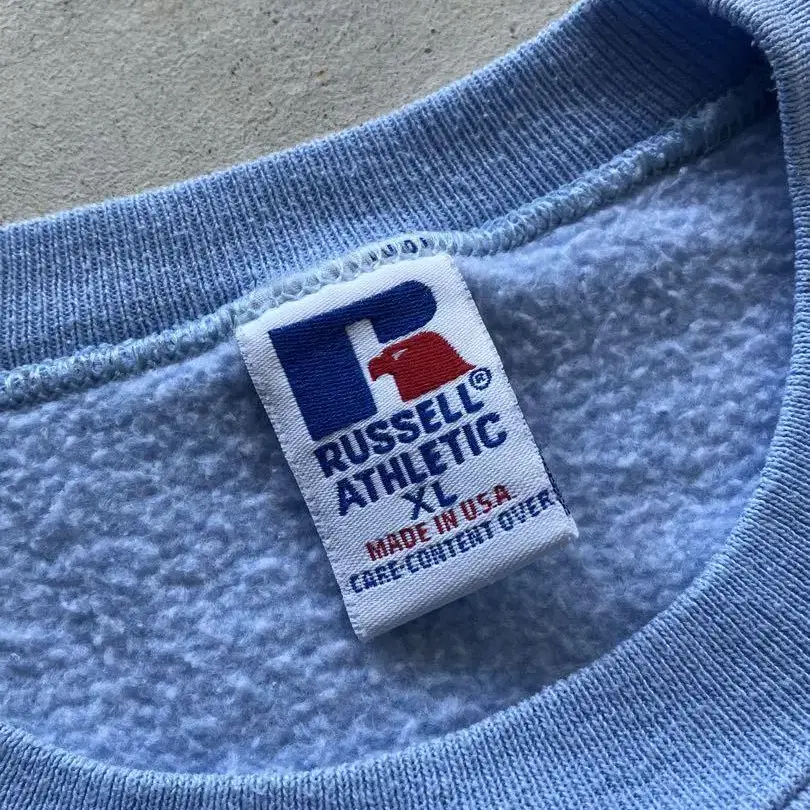 RUSSELL®
ATHLETIC
XL
MADE IN U.S.A.
CARE-CONTENT OVER